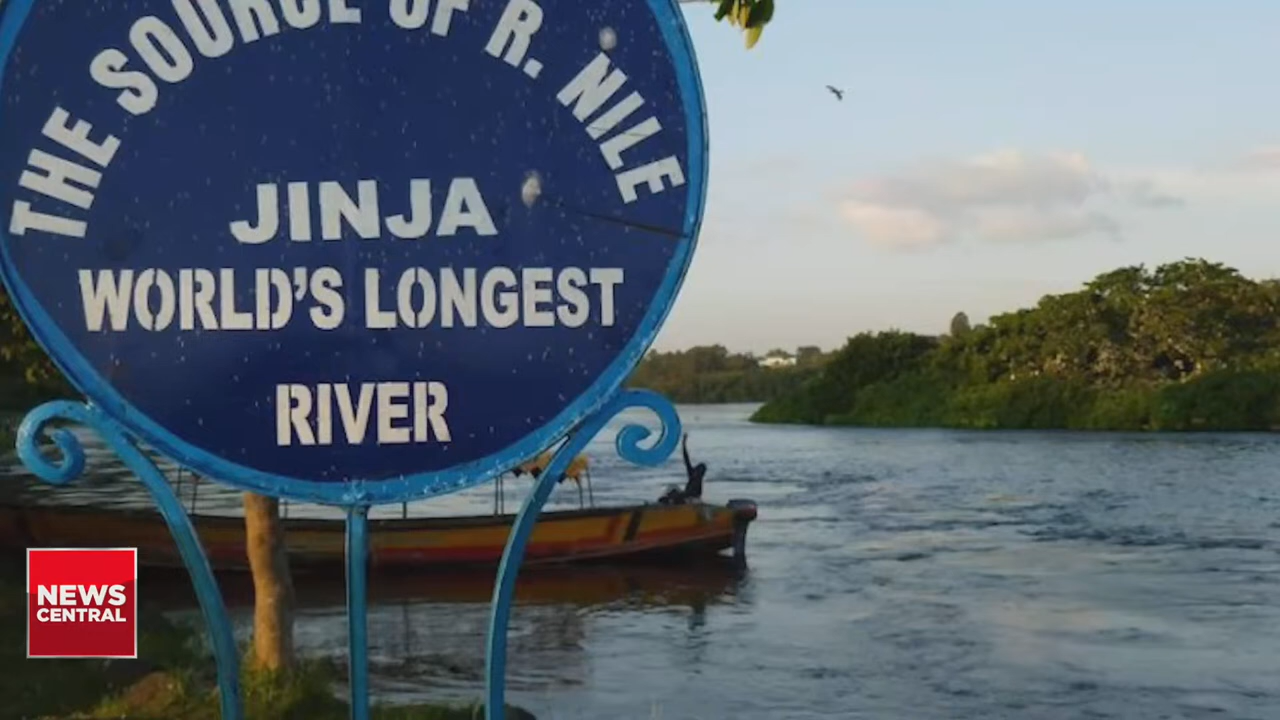 THE SOURCE OF R. NILE
JINJA
WORLD'S LONGEST
RIVER
NEWS
CENTRAL